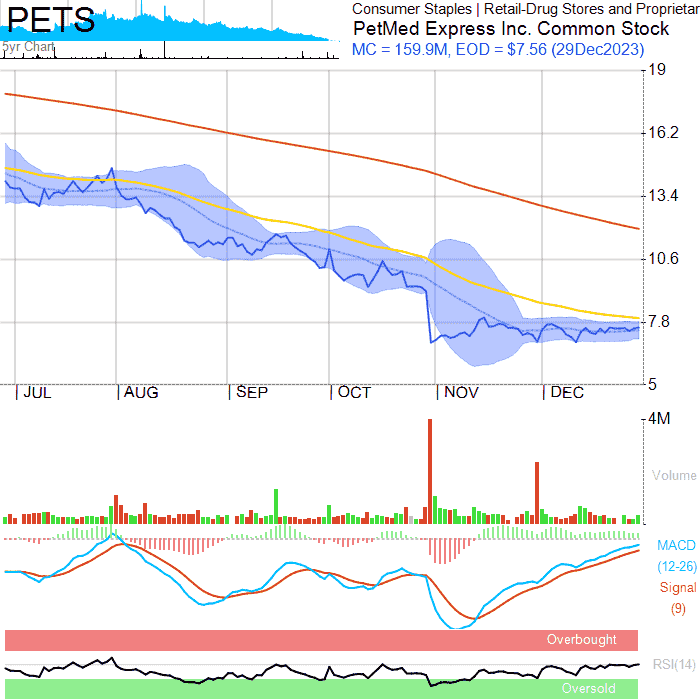 PETS
5yr Chart
Consumer Staples | Retail-Drug Stores and Proprietar
PetMed Express Inc. Common Stock
MC = 159.9M, EOD = $7.56 (29Dec2023)
19
16.2
13.4
10.6
7.8
5
| JUL | AUG | SEP | OCT | NOV | DEC
4M
Volume
MACD
(12-26)
Signal
(9)
Overbought
RSI(14)
Oversold